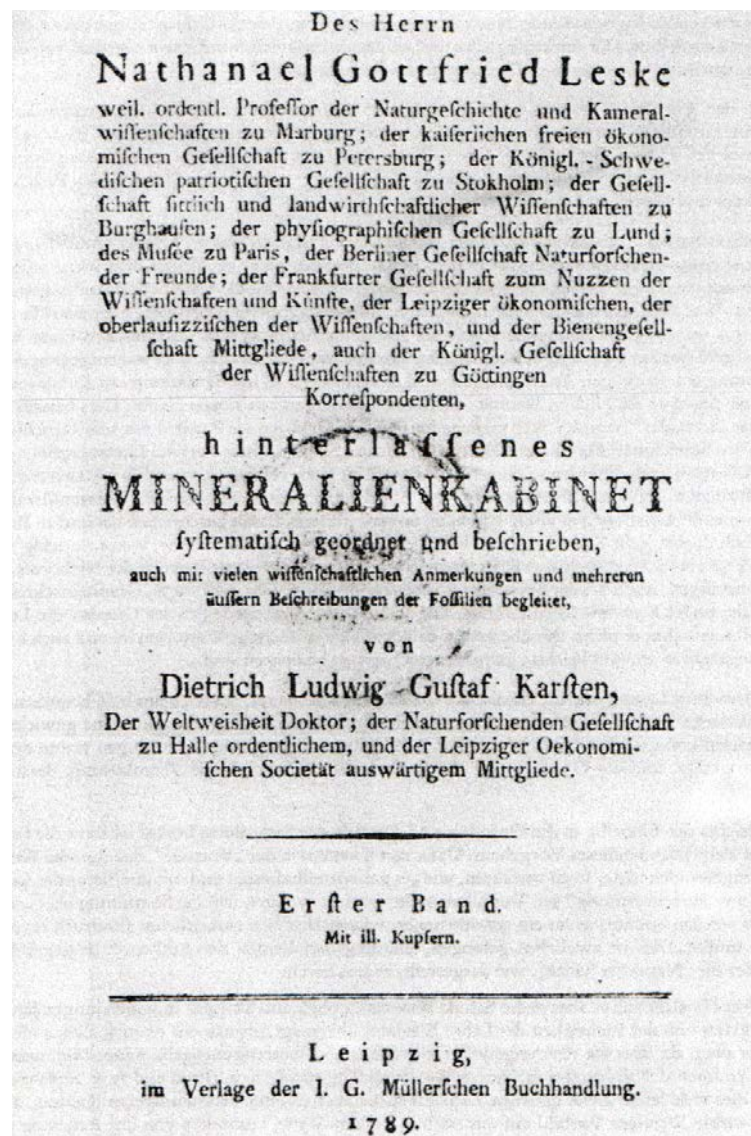 Des Herrn
Nathanael Gottfried Leske
weil. ordentl. Profeſſor der Naturgeſchichte und Kameral-
wiſſenſchaften zu Marburg; der kaiſerlichen freien ökono-
miſchen Geſellſchaft zu Petersburg; der Königl.-Schwe-
diſchen patriotiſchen Geſellſchaft zu Stokholm; der Geſell-
ſchaft ſittlich und landwirthſchaftlicher Wiſſenſchaften zu
Burghauſen; der phyſiographiſchen Geſellſchaft zu Lund;
des Muſée zu Paris, der Berliner Geſellſchaft Naturforſchen-
der Freunde; der Frankfurter Geſellſchaft zum Nuzzen der
Wiſſenſchaften und Künſte, der Leipziger ökonomiſchen, der
oberlauſizziſchen der Wiſſenſchaften, und der Bienengeſell-
ſchaft Mittgliede, auch der Königl. Geſellſchaft
der Wiſſenſchaften zu Göttingen
Korreſpondenten,
hinterlaſſenes
MINERALIENKABINET
ſyſtematiſch geordnet und beſchrieben,
auch mit vielen wiſſenſchaftlichen Anmerkungen und mehreren
äuſſern Beſchreibungen der Foſſilien begleitet,
von
Dietrich Ludwig Guſtaf Karſten,
Der Weltweisheit Doktor; der Naturforſchenden Geſellſchaft
zu Halle ordentlichem, und der Leipziger Oekonomi-
ſchen Societät auswärtigem Mittgliede.
Erſter Band.
Mit ill. Kupfern.
Leipzig,
im Verlage der I. G. Müllerſchen Buchhandlung.
1789.